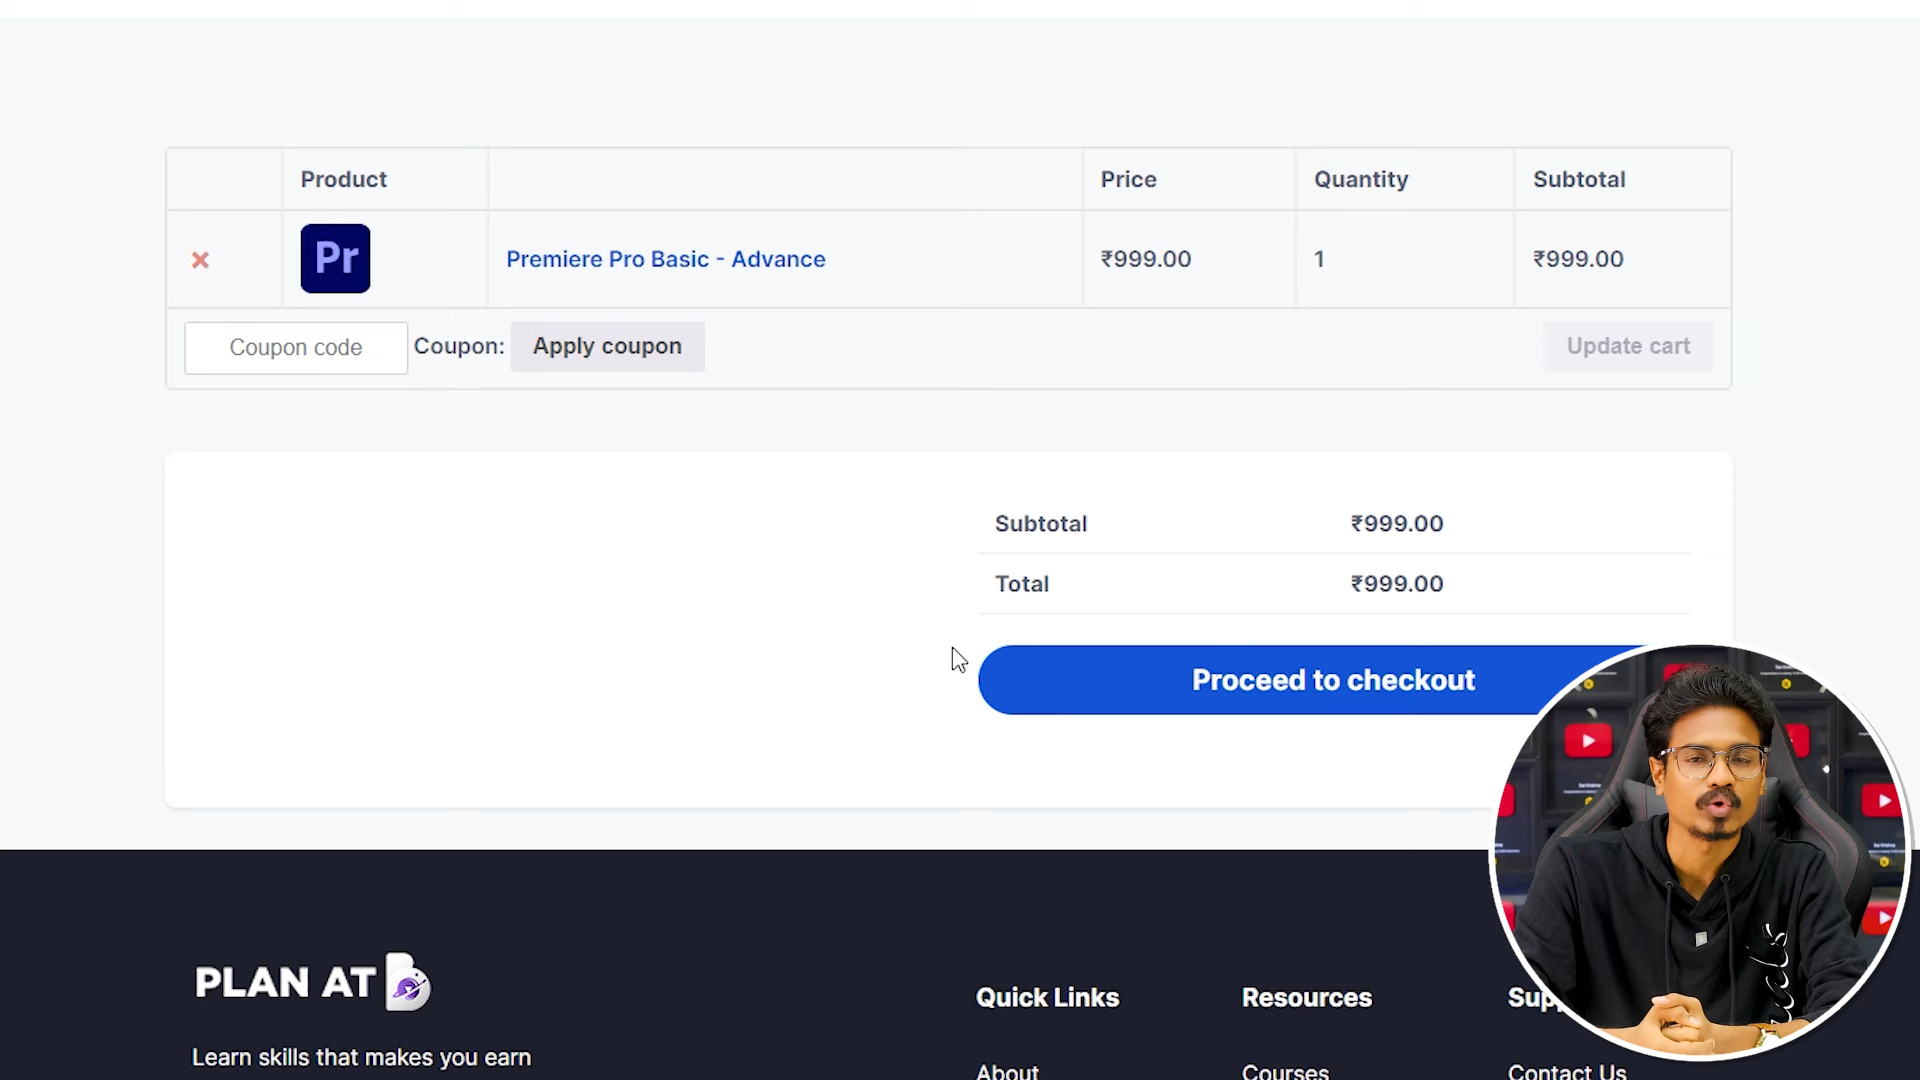 Product Price Quantity Subtotal
Pr Premiere Pro Basic - Advance ₹999.00 1 ₹999.00
Coupon code Coupon: Apply coupon Update cart
Subtotal ₹999.00
Total ₹999.00
Proceed to checkout
PLAN AT B
Quick Links Resources
Learn skills that makes you earn
About Courses Contact Us